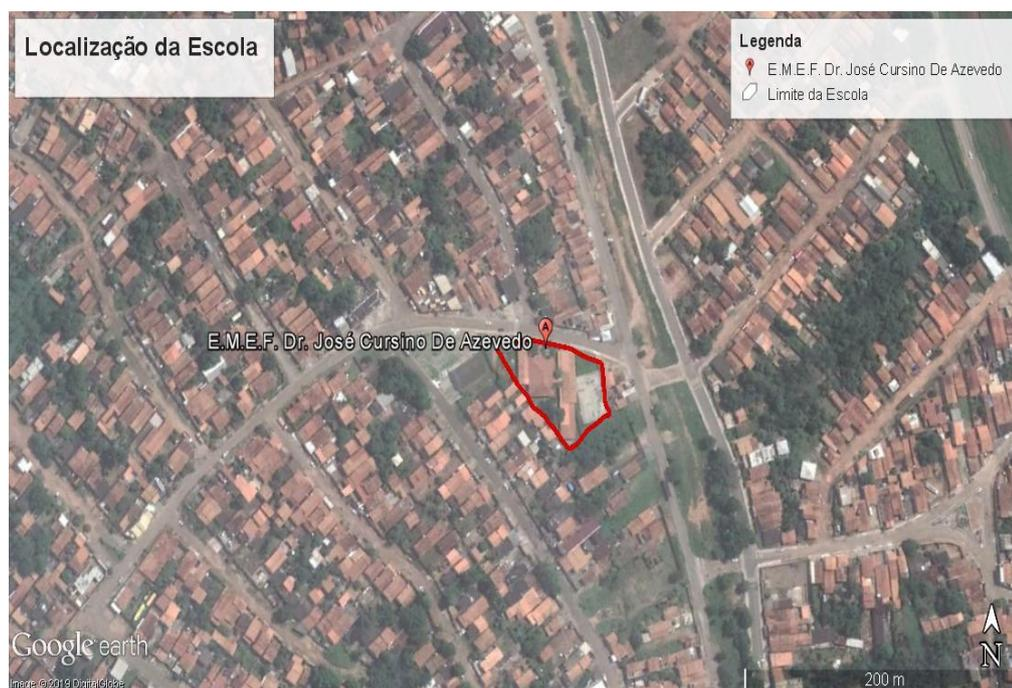 Localização da Escola
Legenda
E.M.E.F. Dr. José Cursino De Azevedo
Limite da Escola
A
E.M.E.F. Dr. José Cursino De Azevedo
Google earth
N
Image © 2019 DigitalGlobe
200 m